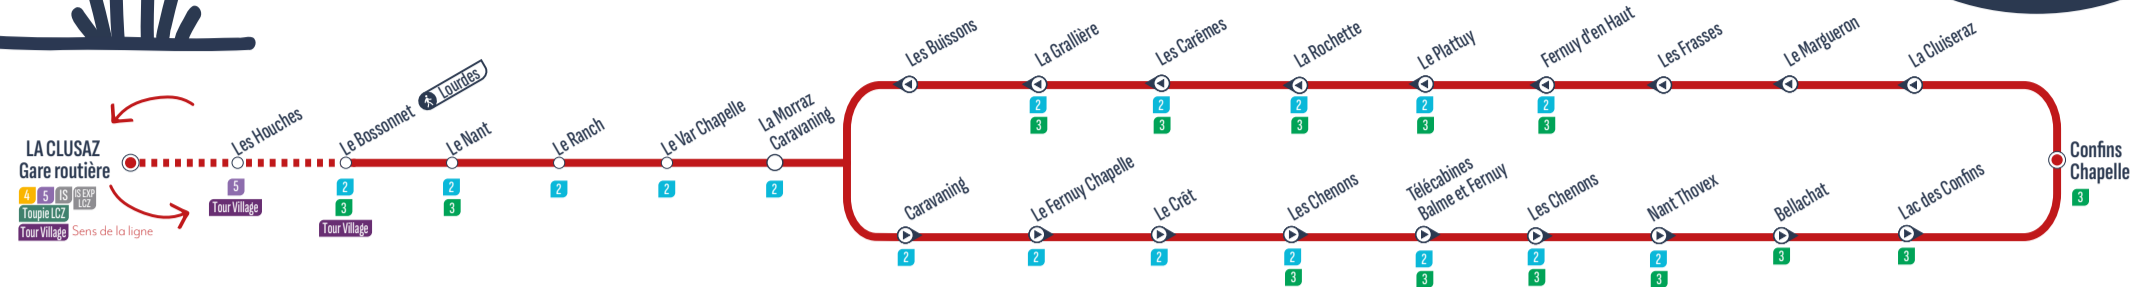 LA CLUSAZ
Gare routière
4 5 IS IS EXP LCZ
Toupie LCZ
Tour Village
Sens de la ligne
Les Houches
5
Tour Village
Le Bossonnet
Lourdes
2
3
Tour Village
Le Nant
2
3
Le Ranch
2
Le Var Chapelle
2
La Morraz
Caravaning
2
Les Buissons
La Grallière
2
3
Les Carêmes
2
3
La Rochette
2
3
Le Plattuy
2
3
Fernuy d'en Haut
2
3
Les Frasses
Le Margueron
La Cluiseraz
Caravaning
2
Le Fernuy Chapelle
2
Le Crêt
2
Les Chenons
2
3
Télécabines
Balme et Fernuy
2
3
Les Chenons
2
3
Nant Thovex
2
3
Bellachat
3
Lac des Confins
3
Confins
Chapelle
3